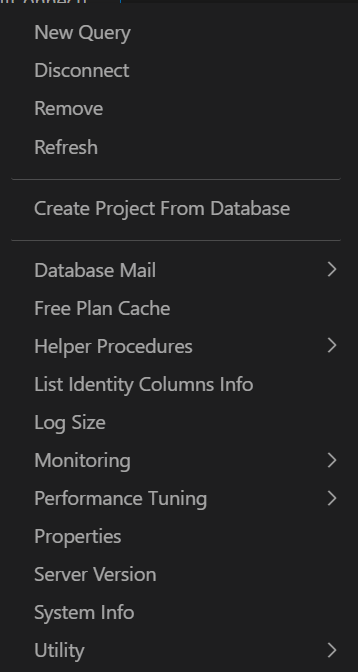 New Query
Disconnect
Remove
Refresh
Create Project From Database
Database Mail
Free Plan Cache
Helper Procedures
List Identity Columns Info
Log Size
Monitoring
Performance Tuning
Properties
Server Version
System Info
Utility